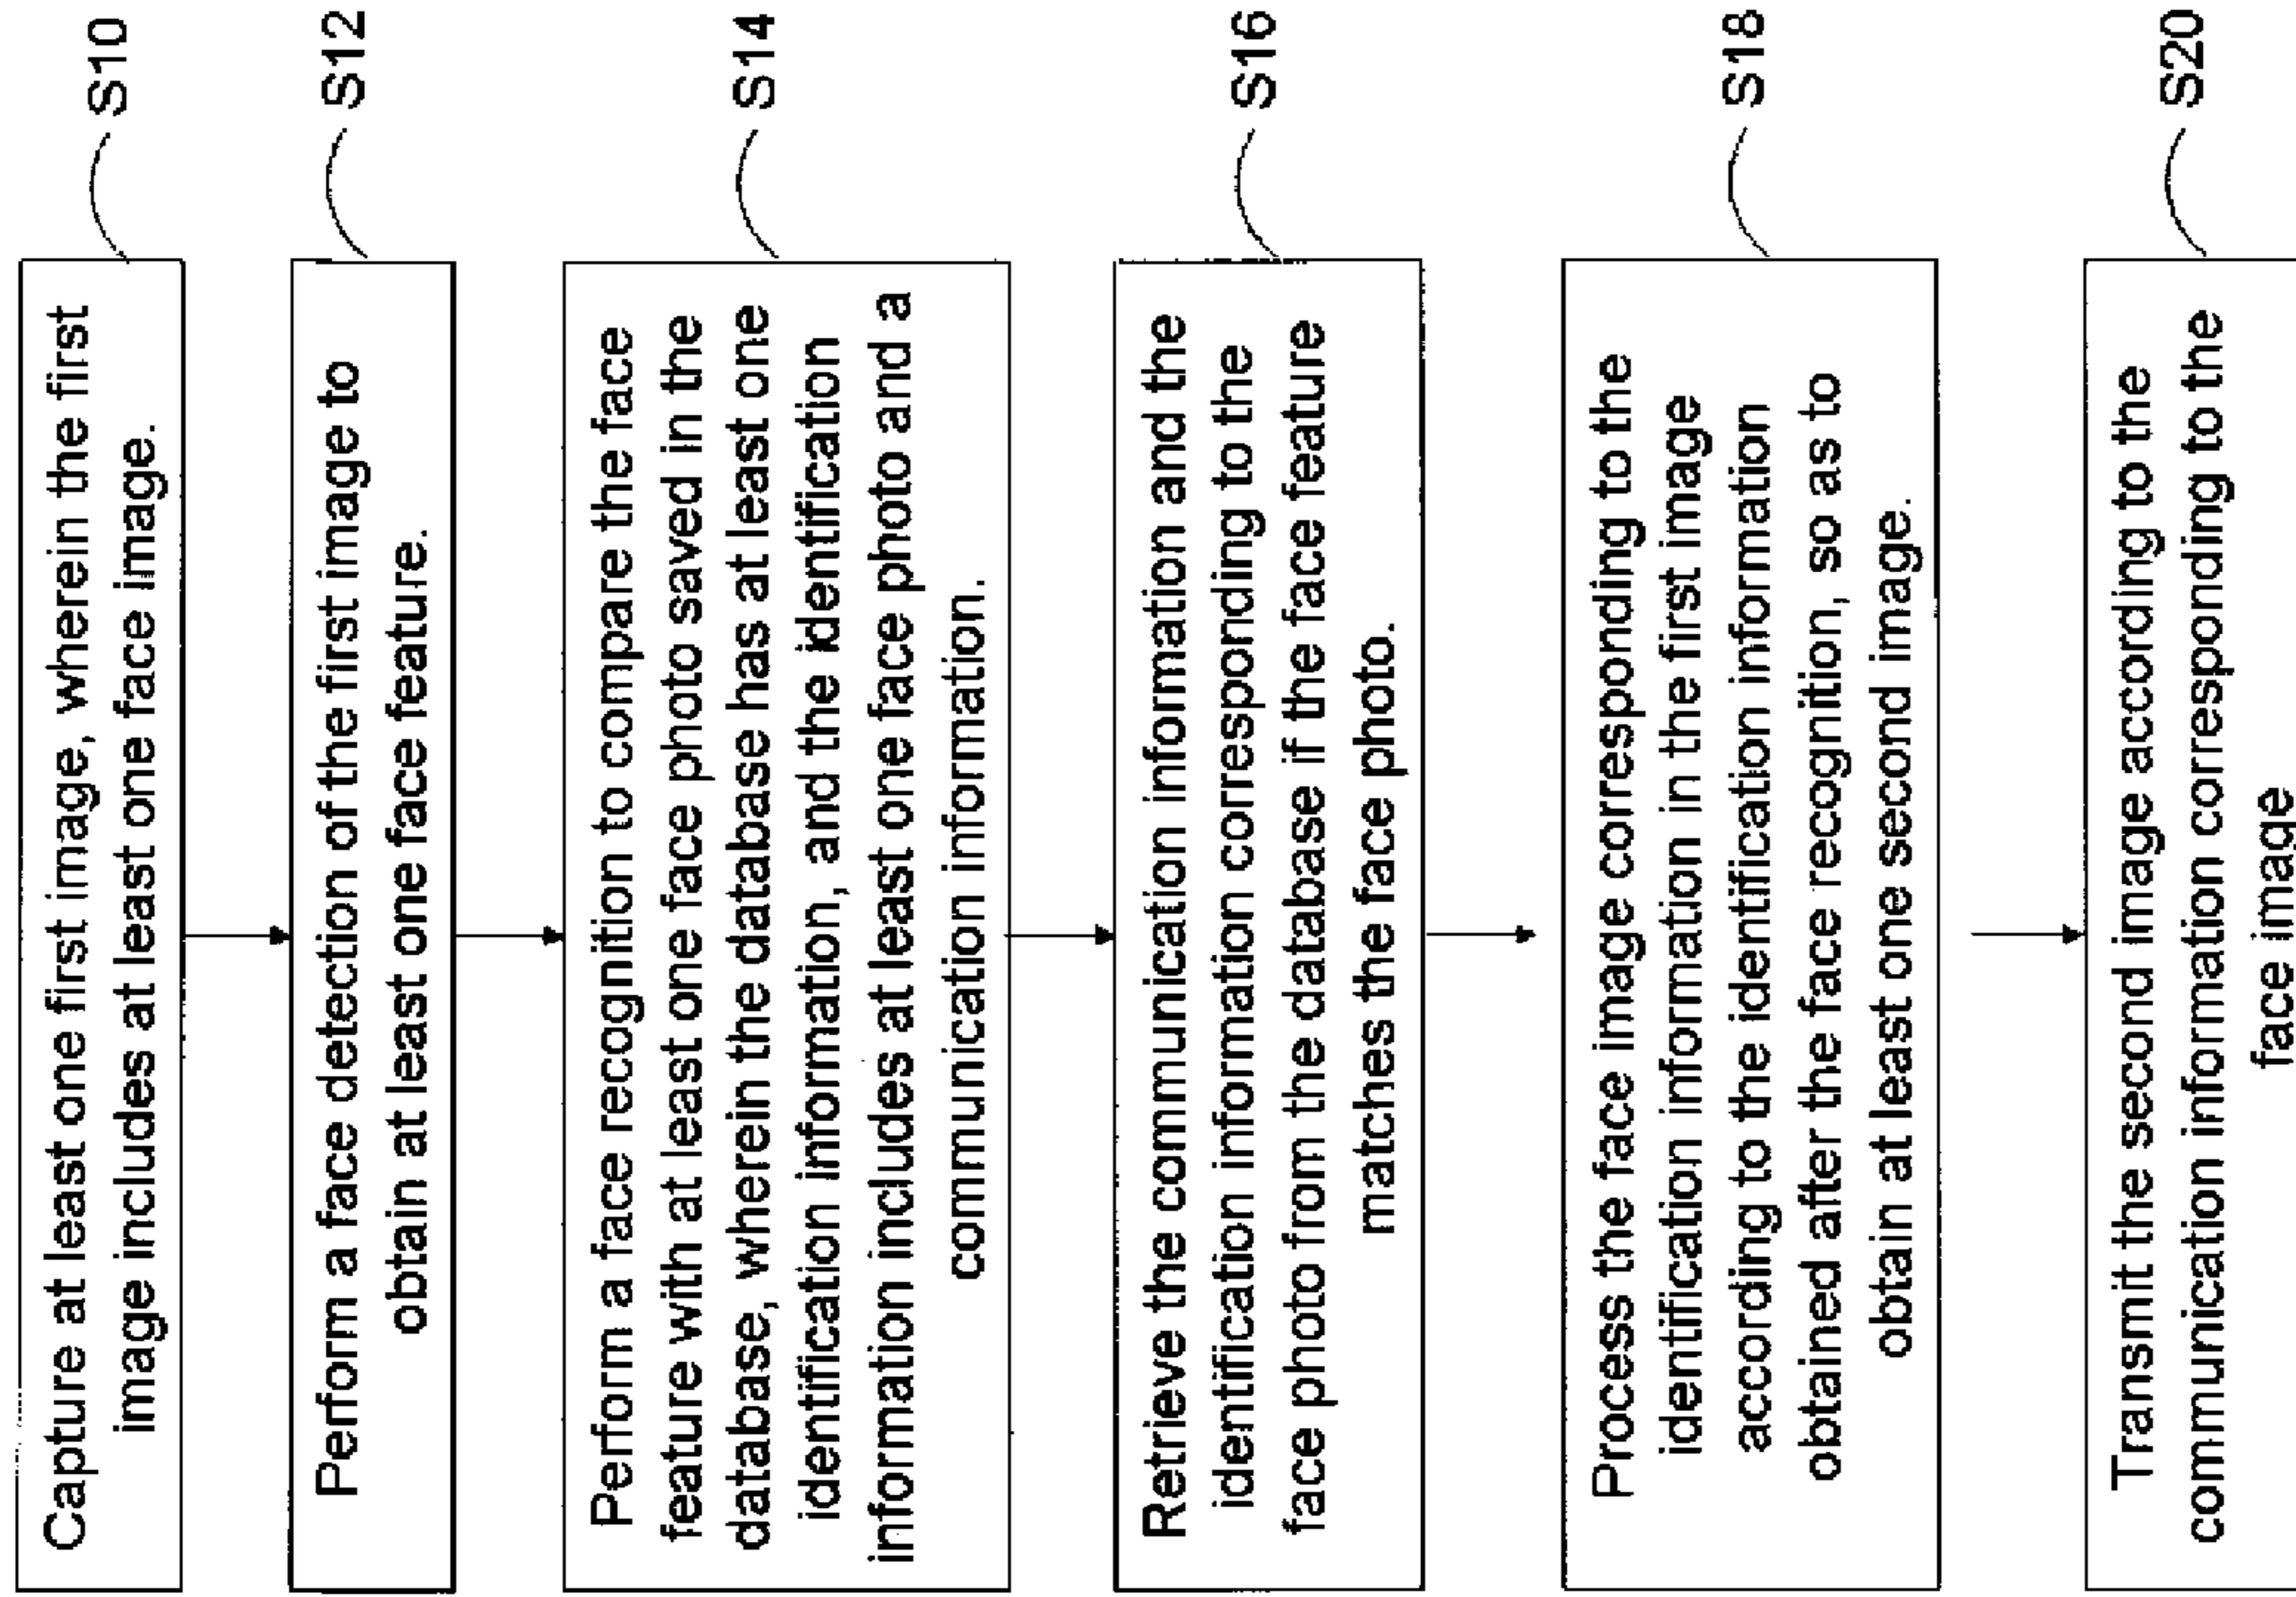 Capture at least one first image, wherein the first
image includes at least one face image.
S10
Perform a face detection of the first image to
obtain at least one face feature.
S12
Perform a face recognition to compare the face
feature with at least one face photo saved in the
database, wherein the database has at least one
identification information, and the identification
information includes at least one face photo and a
communication information.
S14
Retrieve the communication information and the
identification information corresponding to the
face photo from the database if the face feature
matches the face photo.
S16
Process the face image corresponding to the
identification information in the first image
according to the identification information
obtained after the face recognition, so as to
obtain at least one second image.
S18
Transmit the second image according to the
communication information corresponding to the
face image
S20